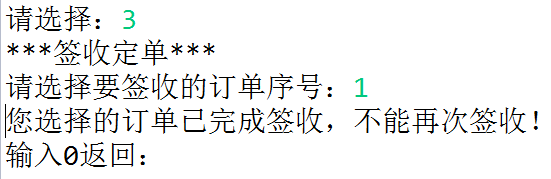 请选择：3
***签收定单***
请选择要签收的订单序号：1
您选择的订单已完成签收，不能再次签收！
输入0返回：